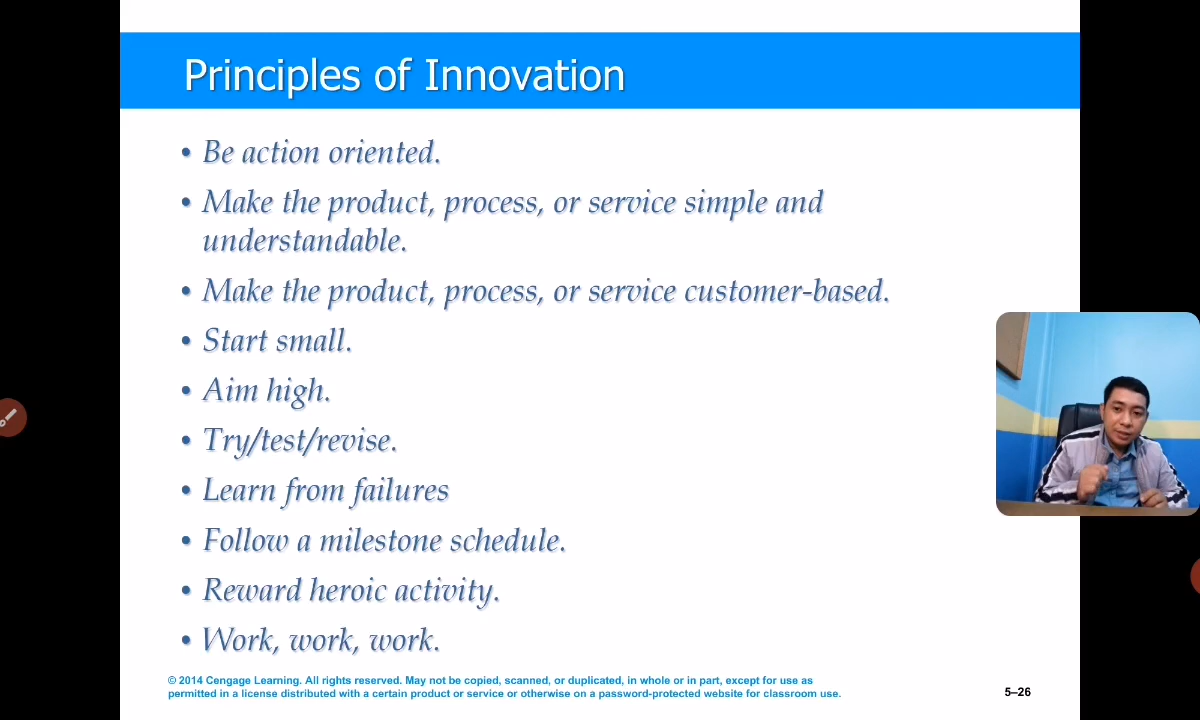 Principles of Innovation
• Be action oriented.
• Make the product, process, or service simple and
understandable.
• Make the product, process, or service customer-based.
• Start small.
• Aim high.
• Try/test/revise.
• Learn from failures
• Follow a milestone schedule.
• Reward heroic activity.
• Work, work, work.
© 2014 Cengage Learning. All rights reserved. May not be copied, scanned, or duplicated, in whole or in part, except for use as
permitted in a license distributed with a certain product or service or otherwise on a password-protected website for classroom use.
5–26